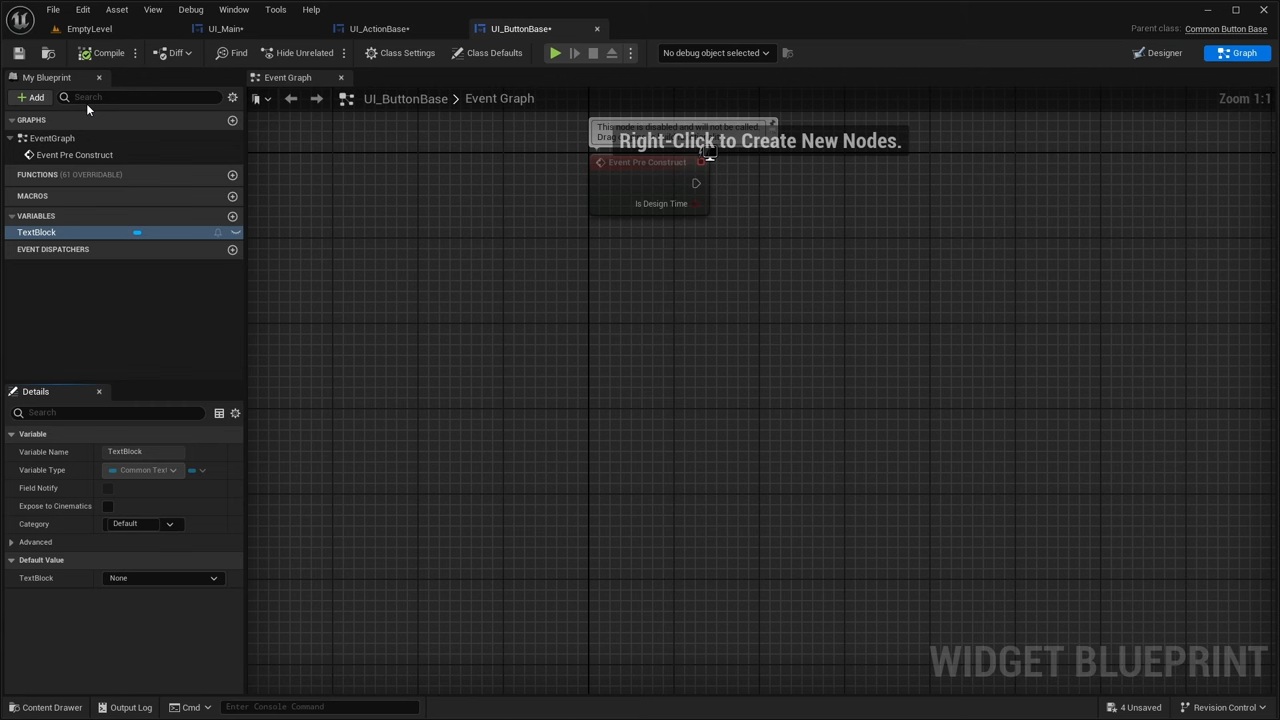 File Edit Asset View Debug Window Tools Help
EmptyLevel UI_Main* UI_ActionBase* UI_ButtonBase*
Parent class: Common Button Base
Compile Diff Find Hide Unrelated Class Settings Class Defaults No debug object selected Designer Graph
My Blueprint Event Graph
+ Add Search
UI_ButtonBase > Event Graph Zoom 1:1
GRAPHS
EventGraph
Event Pre Construct
FUNCTIONS (61 OVERRIDABLE)
MACROS
VARIABLES
TextBlock
EVENT DISPATCHERS
This node is disabled and will not be called.
Right-Click to Create New Nodes.
Event Pre Construct
Is Design Time
Details
Search
Variable
Variable Name TextBlock
Variable Type Common Text
Field Notify
Expose to Cinematics
Category Default
Advanced
Default Value
TextBlock None
WIDGET BLUEPRINT
Content Drawer Output Log Cmd Enter Console Command 4 Unsaved Revision Control